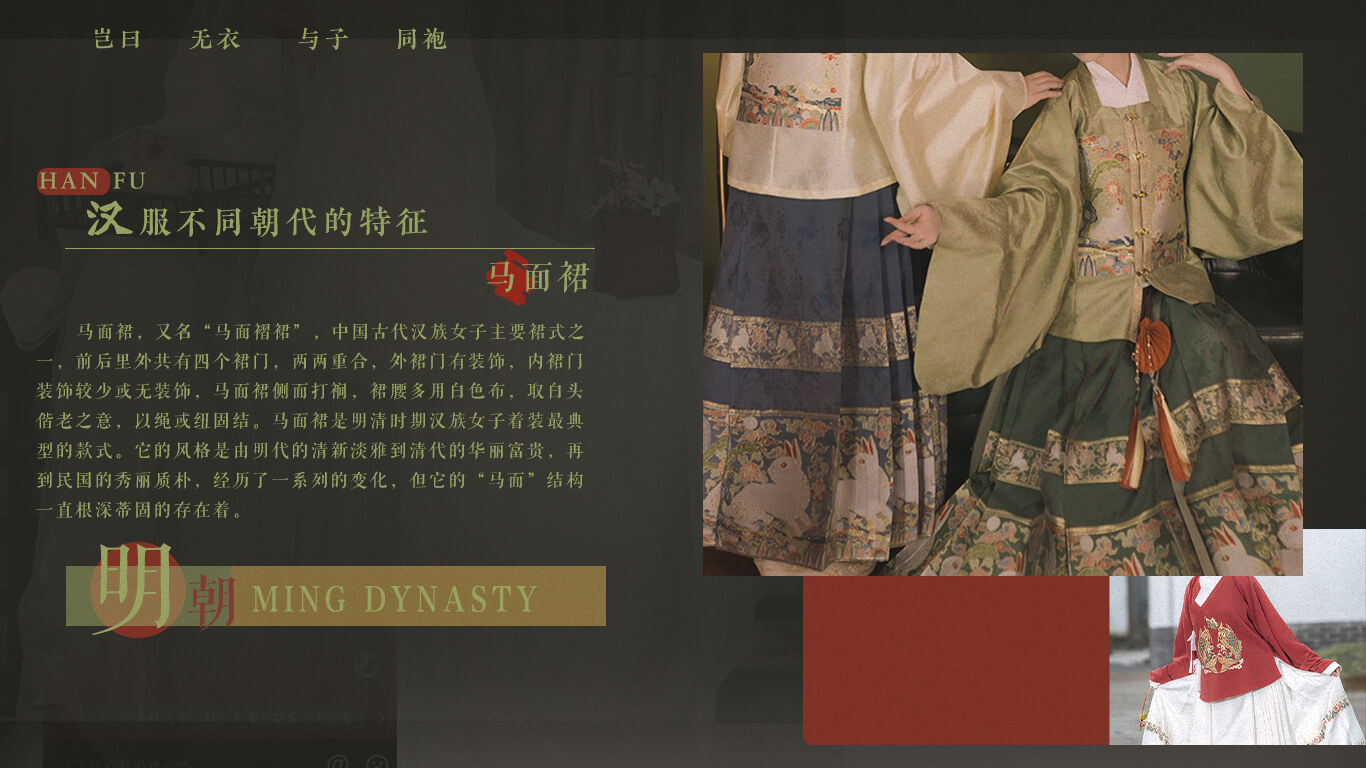 岂曰 无衣 与子 同袍
HAN FU
汉服不同朝代的特征
马面裙
马面裙，又名“马面褶裙”，中国古代汉族女子主要裙式之
一，前后里外共有四个裙门，两两重合，外裙门有装饰，内裙门
装饰较少或无装饰，马面裙侧面打裥，裙腰多用白色布，取白头
偕老之意，以绳或纽固结。马面裙是明清时期汉族女子着装最典
型的款式。它的风格是由明代的清新淡雅到清代的华丽富贵，再
到民国的秀丽质朴，经历了一系列的变化，但它的“马面”结构
一直根深蒂固的存在着。
明朝 MING DYNASTY